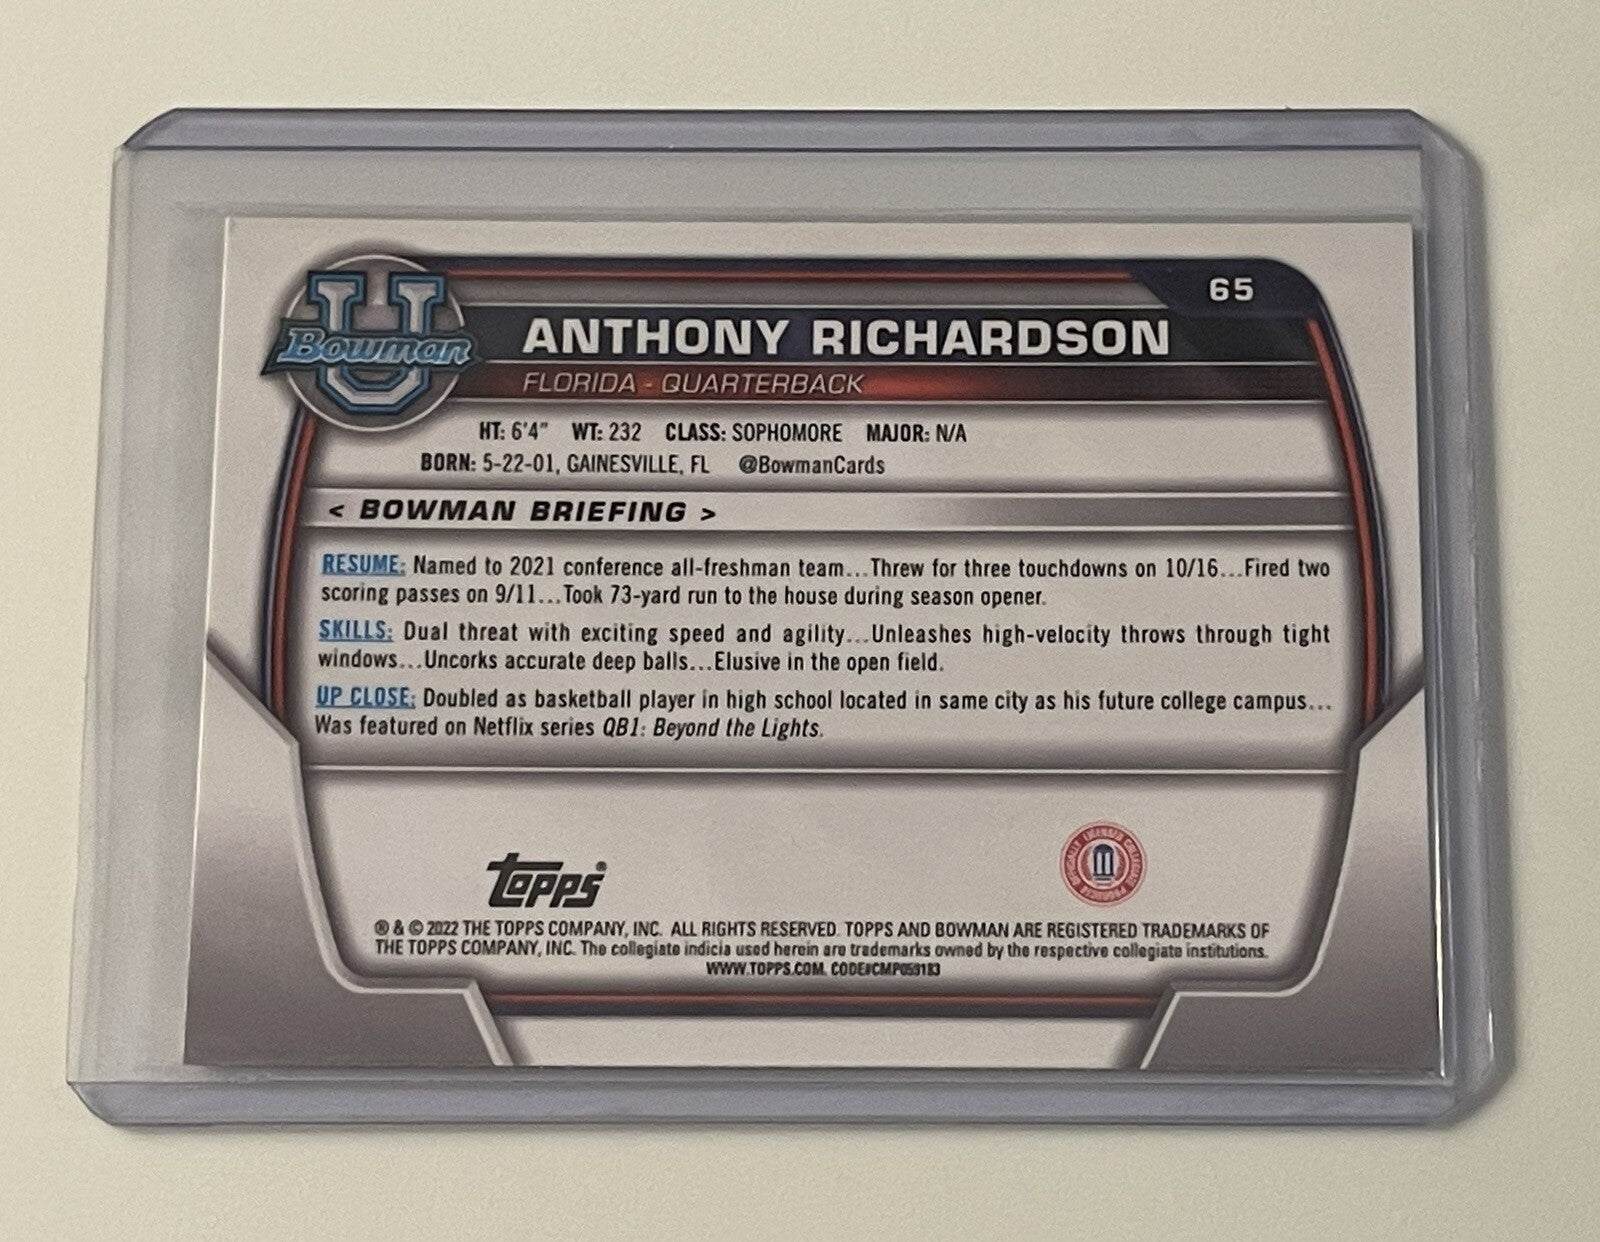 65
U
Bowman
ANTHONY RICHARDSON
FLORIDA - QUARTERBACK
HT: 6'4" WT: 232 CLASS: SOPHOMORE MAJOR: N/A
BORN: 5-22-01, GAINESVILLE, FL @BowmanCards
< BOWMAN BRIEFING >
RESUME: Named to 2021 conference all-freshman team...Threw for three touchdowns on 10/16...Fired two
scoring passes on 9/11...Took 73-yard run to the house during season opener.
SKILLS: Dual threat with exciting speed and agility...Unleashes high-velocity throws through tight
windows...Uncorks accurate deep balls...Elusive in the open field.
UP CLOSE: Doubled as basketball player in high school located in same city as his future college campus...
Was featured on Netflix series QB1: Beyond the Lights.
topps®
OFFICIALLY LICENSED COLLEGIATE PRODUCTS
® & © 2022 THE TOPPS COMPANY, INC. ALL RIGHTS RESERVED. TOPPS AND BOWMAN ARE REGISTERED TRADEMARKS OF
THE TOPPS COMPANY, INC. The collegiate indicia used herein are trademarks owned by the respective collegiate institutions.
WWW.TOPPS.COM. CODE#CMP059183